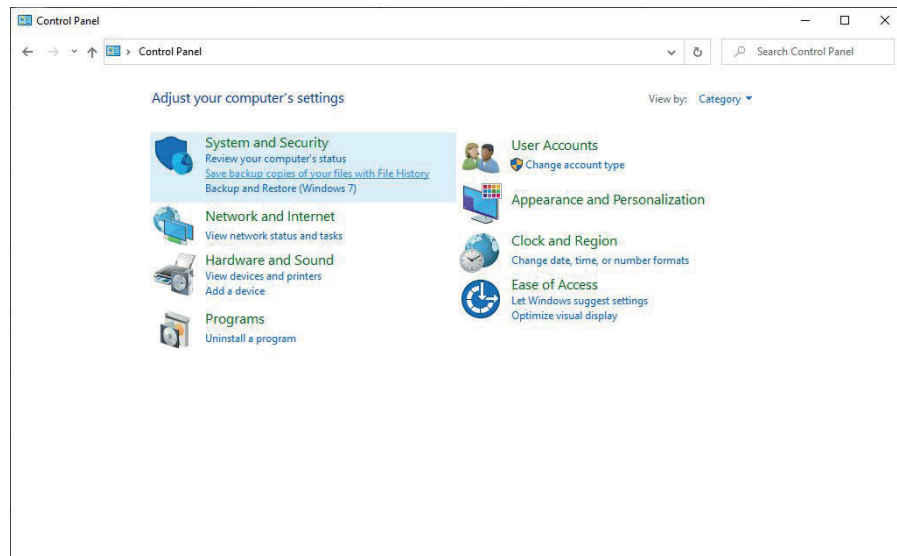 Control Panel
Control Panel
Search Control Panel
Adjust your computer's settings
View by: Category
System and Security
Review your computer's status
Save backup copies of your files with File History
Backup and Restore (Windows 7)
Network and Internet
View network status and tasks
Hardware and Sound
View devices and printers
Add a device
Programs
Uninstall a program
User Accounts
Change account type
Appearance and Personalization
Clock and Region
Change date, time, or number formats
Ease of Access
Let Windows suggest settings
Optimize visual display